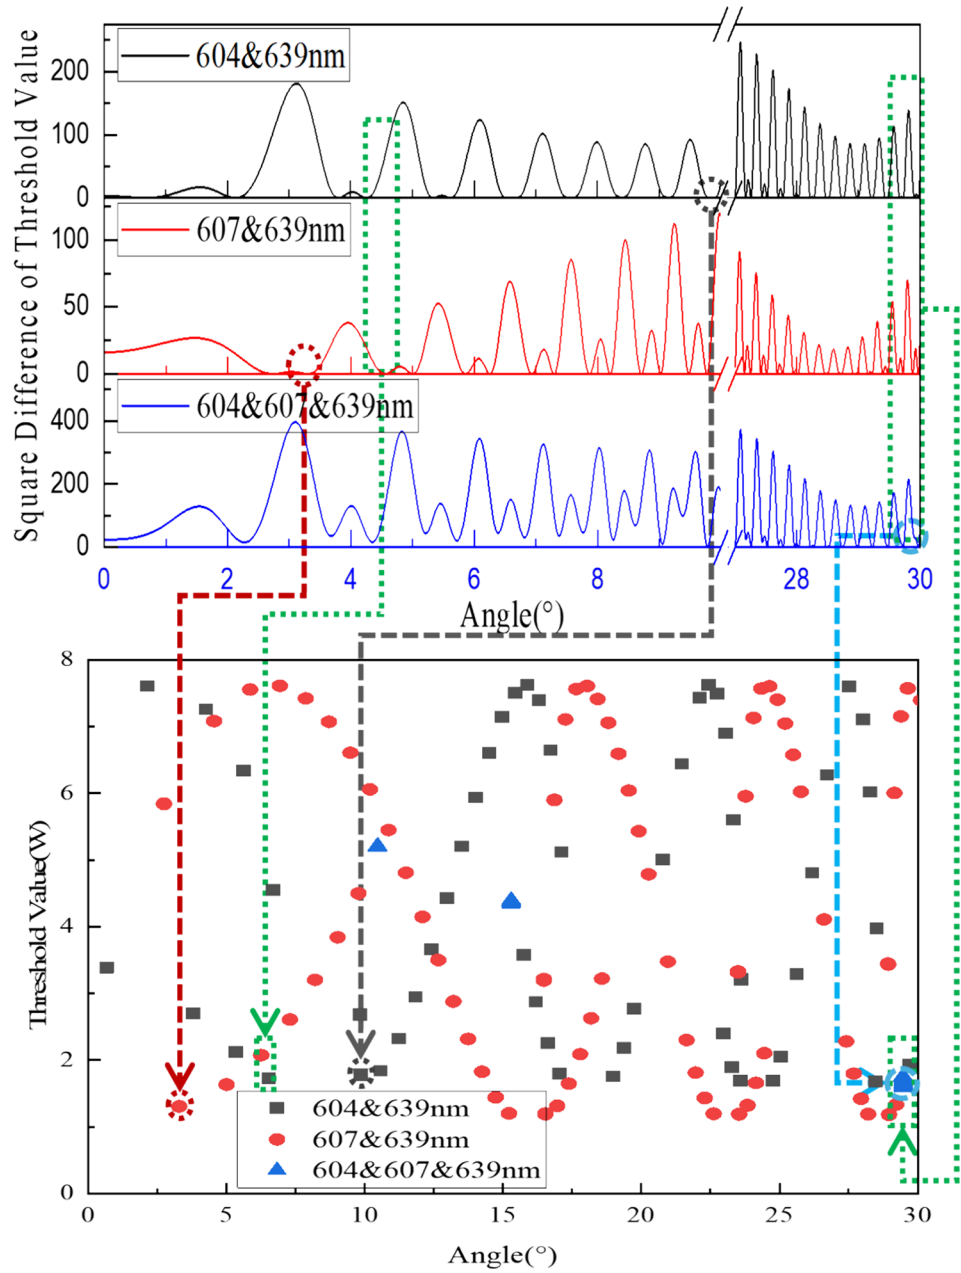 Square Difference of Threshold Value
604&639nm
200
100
0
607&639nm
100
50
0
604&607&639nm
400
200
0
0 2 4 6 8 28 30
Angle(°)
8
6
4
2
0
Threshold Value(W)
604&639nm
607&639nm
604&607&639nm
0 5 10 15 20 25 30
Angle(°)